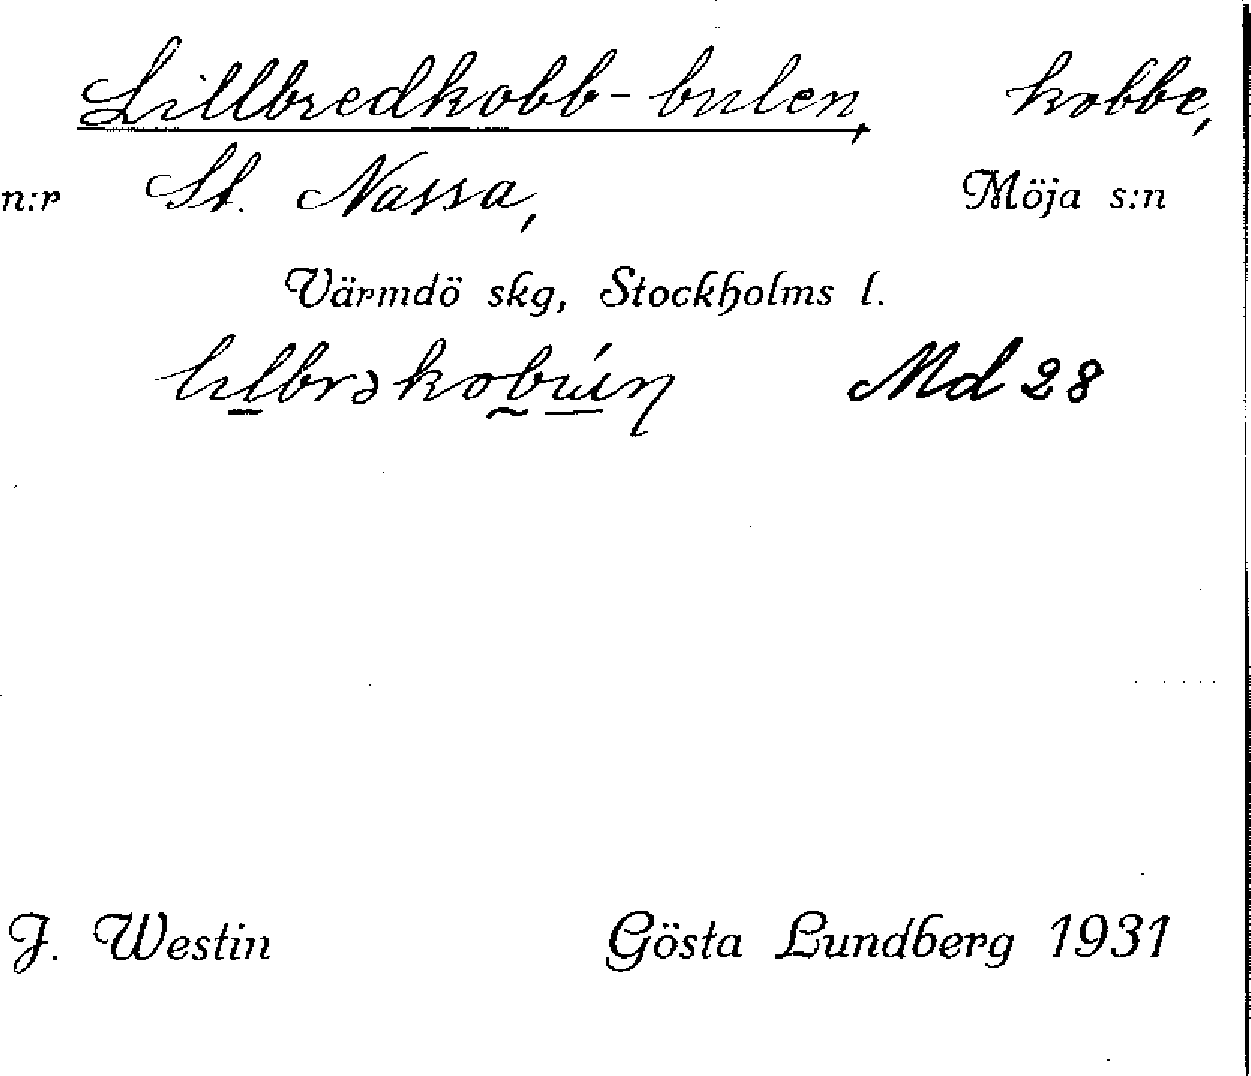 Lillbredkobb-bulen, kobbe,
n:r St. Nassa, Möja s:n
Värmdö skg, Stockholms l.
Md 28
J. Westin Gösta Lundberg 1931